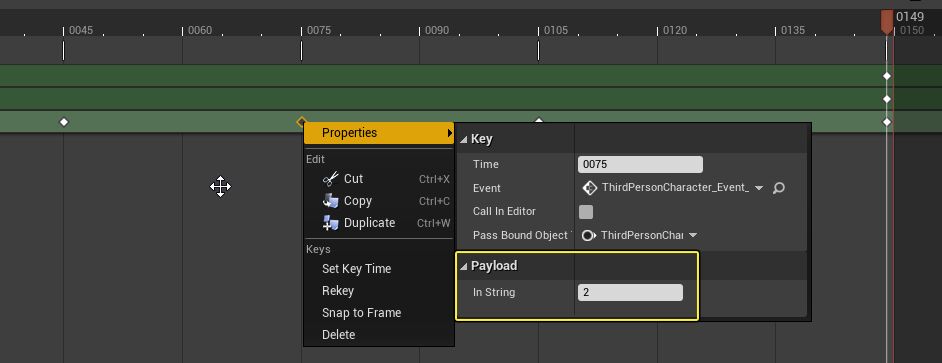 0149
0045 0060 0075 0090 0105 0120 0135 0150
Properties
Edit
Cut Ctrl+X
Copy Ctrl+C
Duplicate Ctrl+W
Keys
Set Key Time
Rekey
Snap to Frame
Delete
Key
Time 0075
Event ThirdPersonCharacter_Event_
Call In Editor
Pass Bound Object ThirdPersonChar
Payload
In String 2